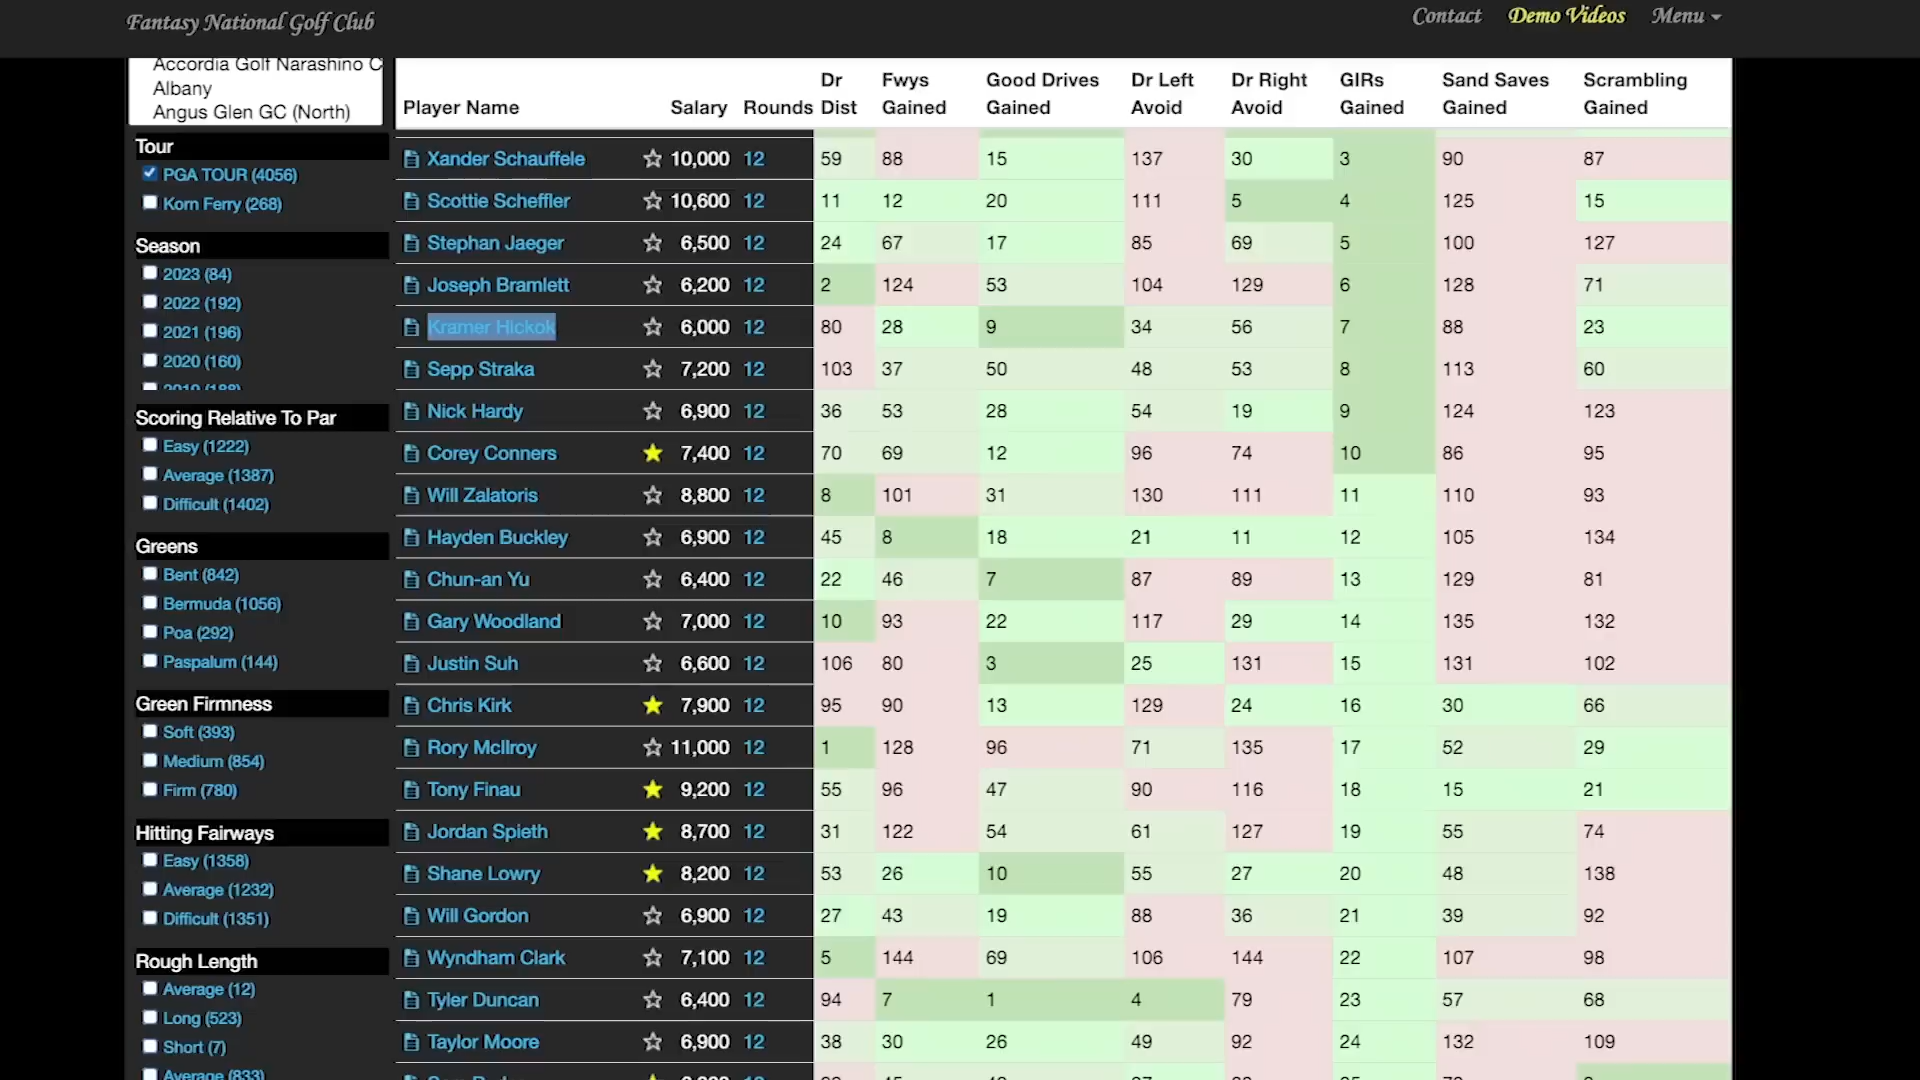 Fantasy National Golf Club
Contact Demo Videos Menu
Accordia Golf Narashino C
Albany
Angus Glen GC (North)
Tour
PGA TOUR (4056)
Korn Ferry (268)
Season
2023 (84)
2022 (192)
2021 (196)
2020 (160)
2019 (188)
Scoring Relative To Par
Easy (1222)
Average (1387)
Difficult (1402)
Greens
Bent (842)
Bermuda (1056)
Poa (292)
Paspalum (144)
Green Firmness
Soft (393)
Medium (854)
Firm (780)
Hitting Fairways
Easy (1358)
Average (1232)
Difficult (1351)
Rough Length
Average (12)
Long (523)
Short (7)
Average (833)
Player Name Salary Rounds Dr Dist Fwys Gained Good Drives Gained Dr Left Avoid Dr Right Avoid GIRs Gained Sand Saves Gained Scrambling Gained
Xander Schauffele 10,000 12 59 88 15 137 30 3 90 87
Scottie Scheffler 10,600 12 11 12 20 111 5 4 125 15
Stephan Jaeger 6,500 12 24 67 17 85 69 5 100 127
Joseph Bramlett 6,200 12 2 124 53 104 129 6 128 71
Kramer Hickok 6,000 12 80 28 9 34 56 7 88 23
Sepp Straka 7,200 12 103 37 50 48 53 8 113 60
Nick Hardy 6,900 12 36 53 28 54 19 9 124 123
Corey Conners 7,400 12 70 69 12 96 74 10 86 95
Will Zalatoris 8,800 12 8 101 31 130 111 11 110 93
Hayden Buckley 6,900 12 45 8 18 21 11 12 105 134
Chun-an Yu 6,400 12 22 46 7 87 89 13 129 81
Gary Woodland 7,000 12 10 93 22 117 29 14 135 132
Justin Suh 6,600 12 106 80 3 25 131 15 131 102
Chris Kirk 7,900 12 95 90 13 129 24 16 30 66
Rory McIlroy 11,000 12 1 128 96 71 135 17 52 29
Tony Finau 9,200 12 55 96 47 90 116 18 15 21
Jordan Spieth 8,700 12 31 122 54 61 127 19 55 74
Shane Lowry 8,200 12 53 26 10 55 27 20 48 138
Will Gordon 6,900 12 27 43 19 88 36 21 39 92
Wyndham Clark 7,100 12 5 144 69 106 144 22 107 98
Tyler Duncan 6,400 12 94 7 1 4 79 23 57 68
Taylor Moore 6,900 12 38 30 26 49 92 24 132 109